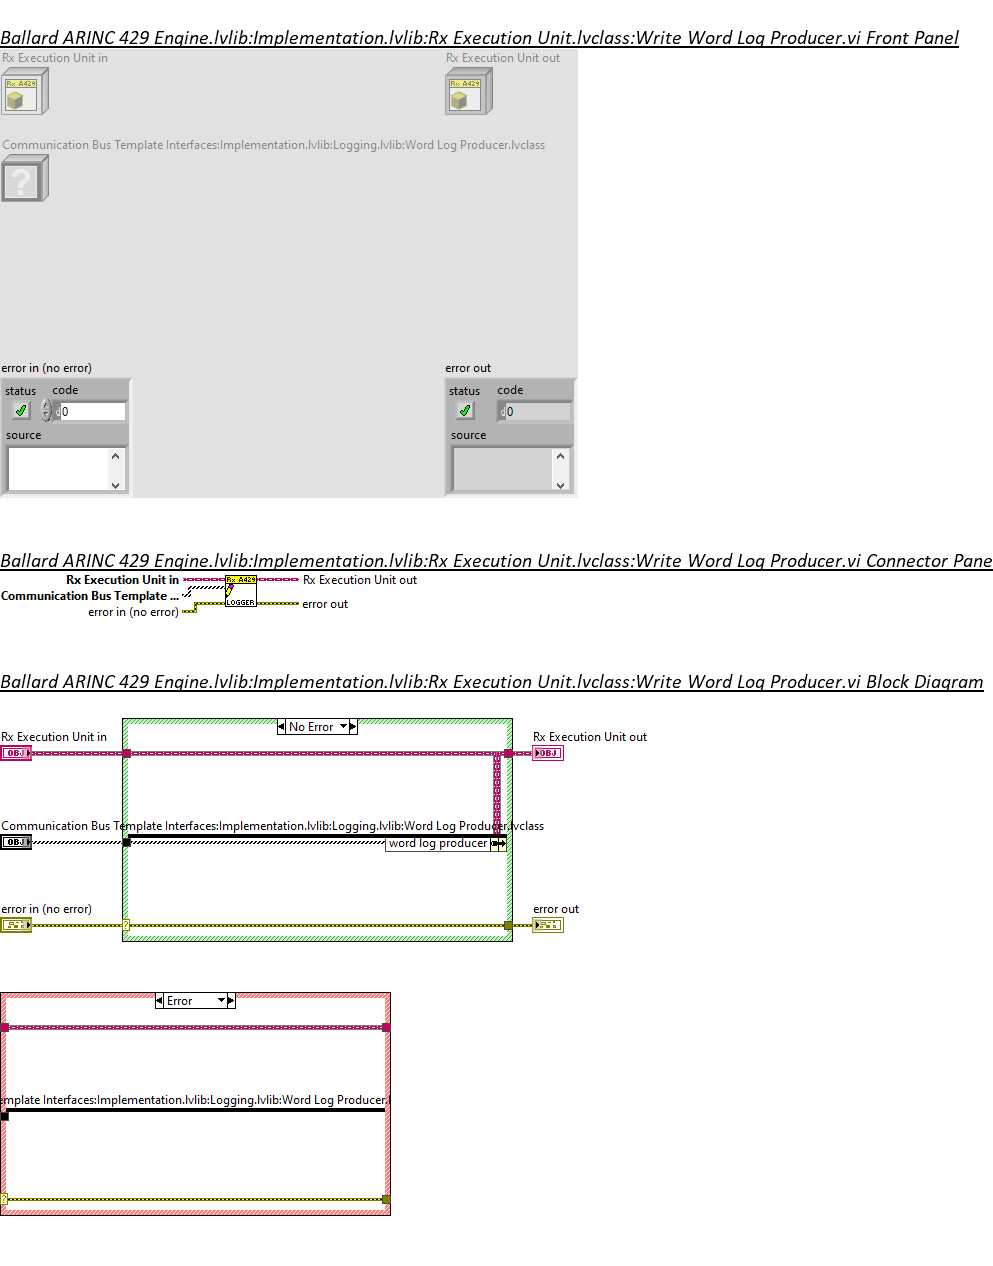 Ballard ARINC 429 Engine.lvlib:Implementation.lvlib:Rx Execution Unit.lvclass:Write Word Log Producer.vi Front Panel
Rx Execution Unit in
Rx Execution Unit out
Rx A429
Rx A429
Communication Bus Template Interfaces:Implementation.lvlib:Logging.lvlib:Word Log Producer.lvclass
?
error in (no error)
error out
status code
status code
d 0
d 0
source
source
Ballard ARINC 429 Engine.lvlib:Implementation.lvlib:Rx Execution Unit.lvclass:Write Word Log Producer.vi Connector Pane
Rx Execution Unit in
Rx A429
Rx Execution Unit out
Communication Bus Template ...
LOGGER
error out
error in (no error)
Ballard ARINC 429 Engine.lvlib:Implementation.lvlib:Rx Execution Unit.lvclass:Write Word Log Producer.vi Block Diagram
No Error
Rx Execution Unit in
Rx Execution Unit out
OBJ
OBJ
Communication Bus Template Interfaces:Implementation.lvlib:Logging.lvlib:Word Log Producer.lvclass
OBJ
word log producer
error in (no error)
error out
?
Error
emplate Interfaces:Implementation.lvlib:Logging.lvlib:Word Log Producer.l
?